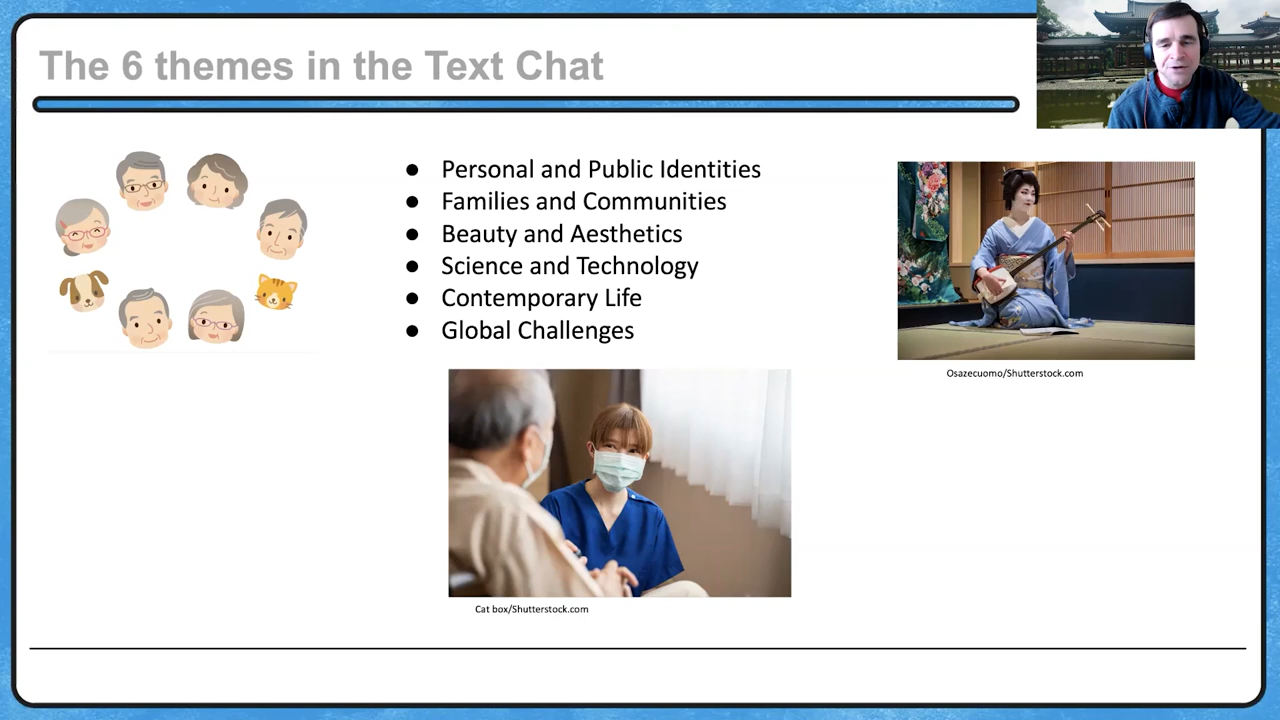 The 6 themes in the Text Chat
● Personal and Public Identities
● Families and Communities
● Beauty and Aesthetics
● Science and Technology
● Contemporary Life
● Global Challenges
Osazecuomo/Shutterstock.com
Cat box/Shutterstock.com